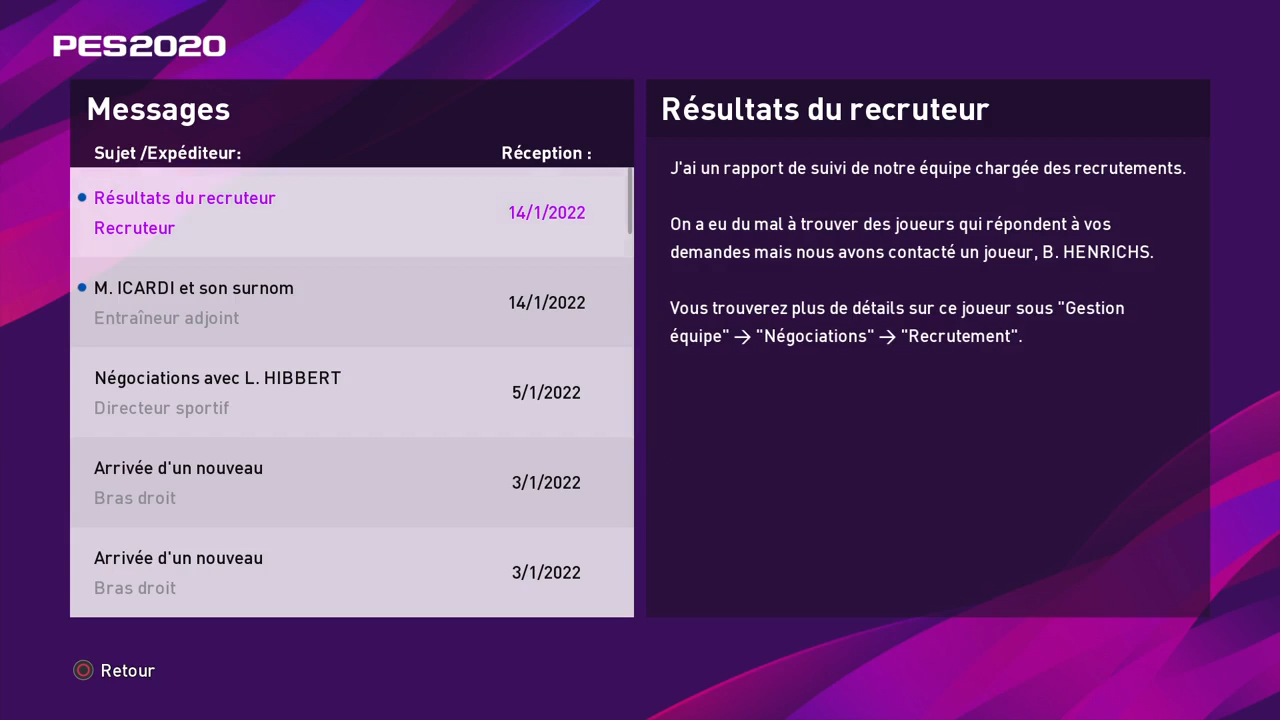 PES2020
Messages
Sujet /Expéditeur:
Réception :
Résultats du recruteur
Recruteur
14/1/2022
M. ICARDI et son surnom
Entraîneur adjoint
14/1/2022
Négociations avec L. HIBBERT
Directeur sportif
5/1/2022
Arrivée d'un nouveau
Bras droit
3/1/2022
Arrivée d'un nouveau
Bras droit
3/1/2022
Résultats du recruteur
J'ai un rapport de suivi de notre équipe chargée des recrutements.
On a eu du mal à trouver des joueurs qui répondent à vos
demandes mais nous avons contacté un joueur, B. HENRICHS.
Vous trouverez plus de détails sur ce joueur sous "Gestion
équipe" → "Négociations" → "Recrutement".
Retour